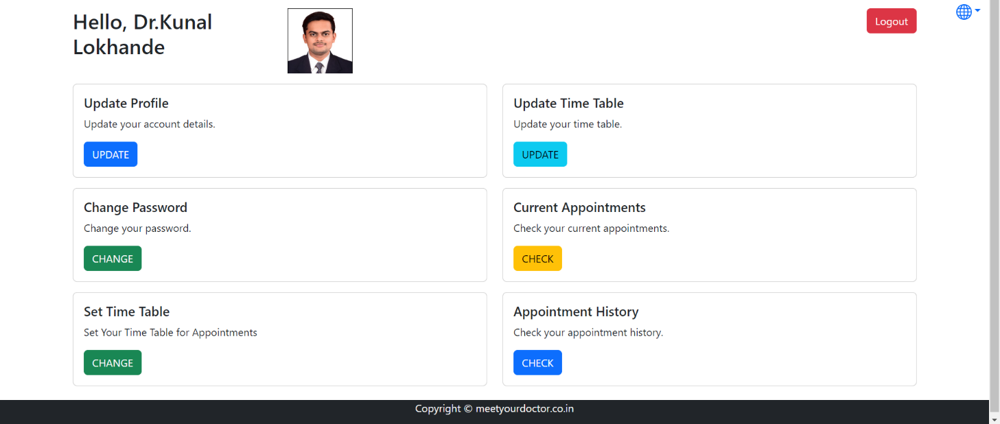 Hello, Dr.Kunal
Lokhande
Logout
Update Profile
Update your account details.
UPDATE
Update Time Table
Update your time table.
UPDATE
Change Password
Change your password.
CHANGE
Current Appointments
Check your current appointments.
CHECK
Set Time Table
Set Your Time Table for Appointments
CHANGE
Appointment History
Check your appointment history.
CHECK
Copyright © meetyourdoctor.co.in